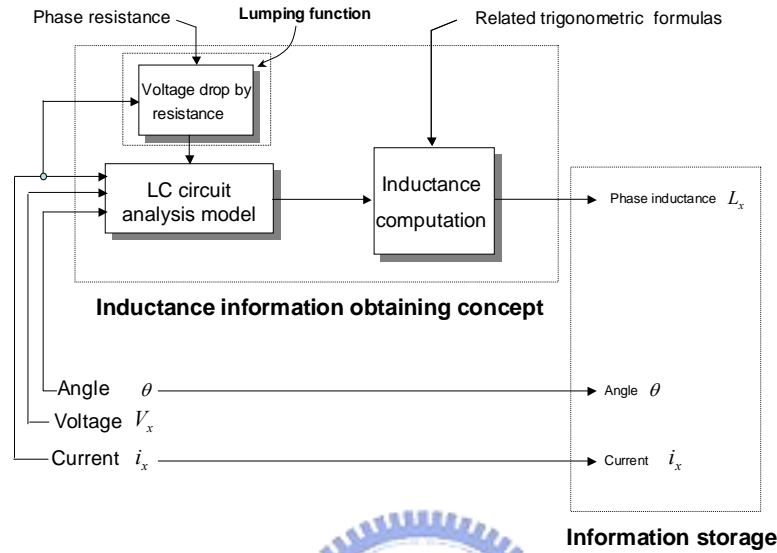 Phase resistance
Lumping function
Related trigonometric formulas
Voltage drop by
resistance
LC circuit
analysis model
Inductance
computation
Phase inductance L_x
Inductance information obtaining concept
Angle θ
Angle θ
Voltage V_x
Current i_x
Current i_x
Information storage